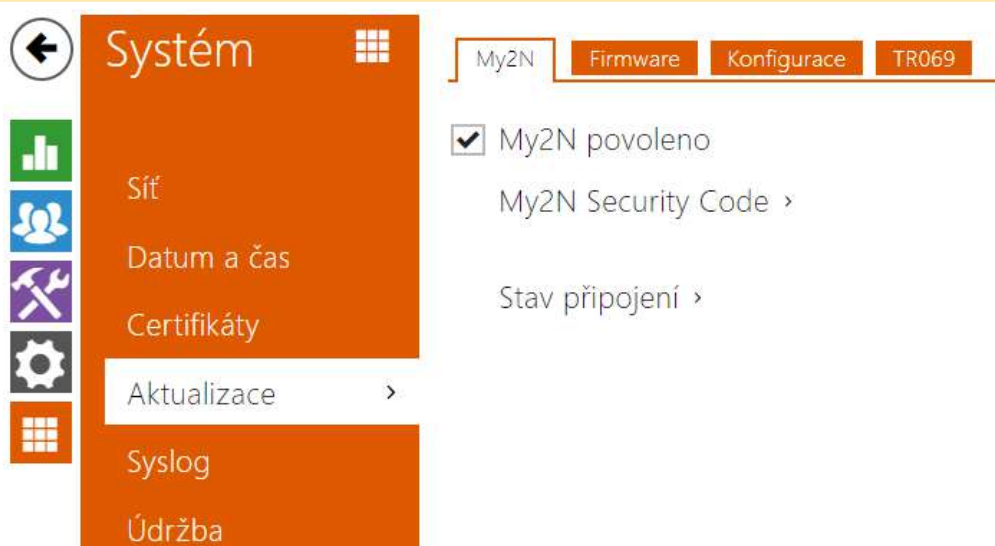 Systém
Síť
Datum a čas
Certifikáty
Aktualizace
Syslog
Údržba
My2N Firmware Konfigurace TR069
My2N povoleno
My2N Security Code
Stav připojení